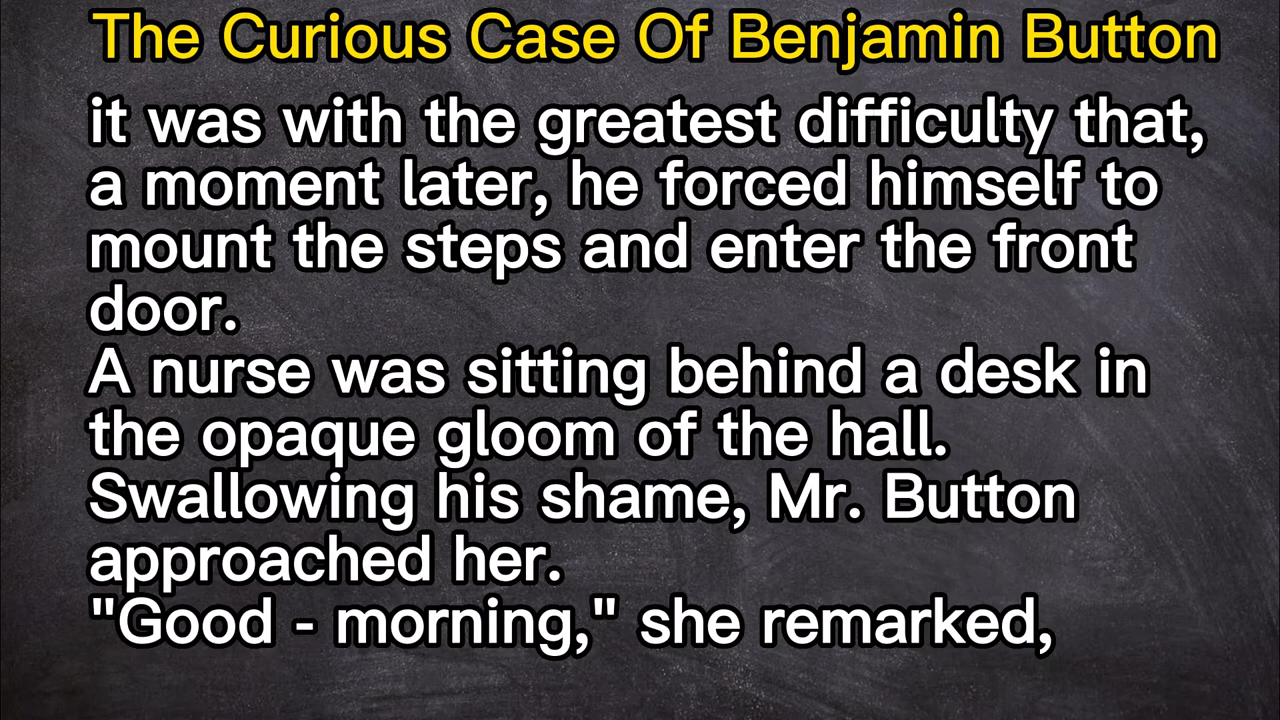 The Curious Case Of Benjamin Button
it was with the greatest difficulty that,
a moment later, he forced himself to
mount the steps and enter the front
door.
A nurse was sitting behind a desk in
the opaque gloom of the hall.
Swallowing his shame, Mr. Button
approached her.
"Good - morning," she remarked,